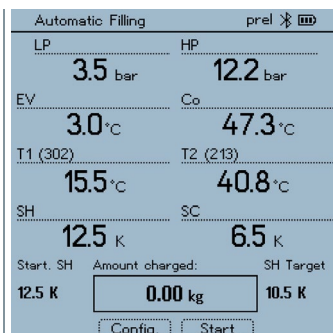 Automatic Filling prel
LP HP
3.5 bar 12.2 bar
EV Co
3.0 °C 47.3 °C
T1 (302) T2 (213)
15.5 °C 40.8 °C
SH SC
12.5 K 6.5 K
Start. SH Amount charged: SH Target
12.5 K 0.00 kg 10.5 K
Config. Start